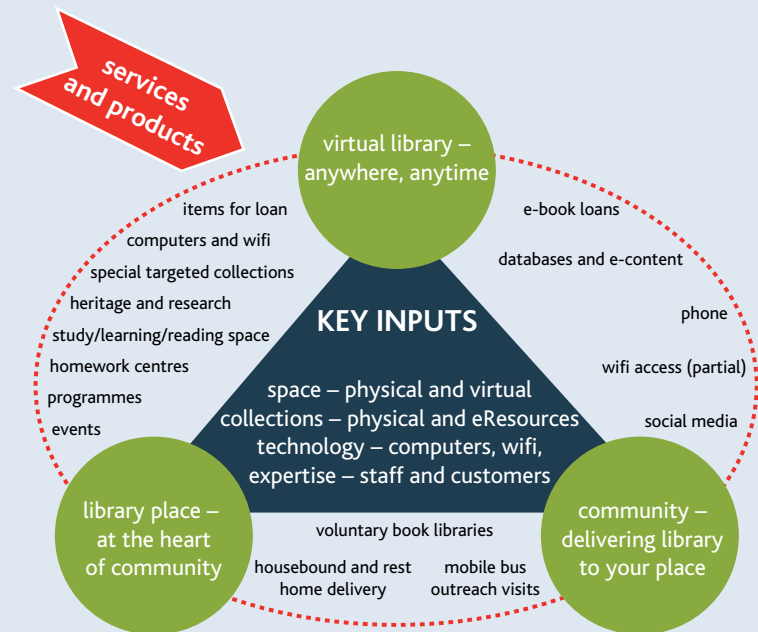 services
and products
virtual library –
anywhere, anytime
items for loan
computers and wifi
special targeted collections
heritage and research
study/learning/reading space
homework centres
programmes
events
e-book loans
databases and e-content
phone
wifi access (partial)
social media
KEY INPUTS
space – physical and virtual
collections – physical and eResources
technology – computers, wifi,
expertise – staff and customers
library place –
at the heart
of community
voluntary book libraries
housebound and rest
home delivery
mobile bus
outreach visits
community –
delivering library
to your place